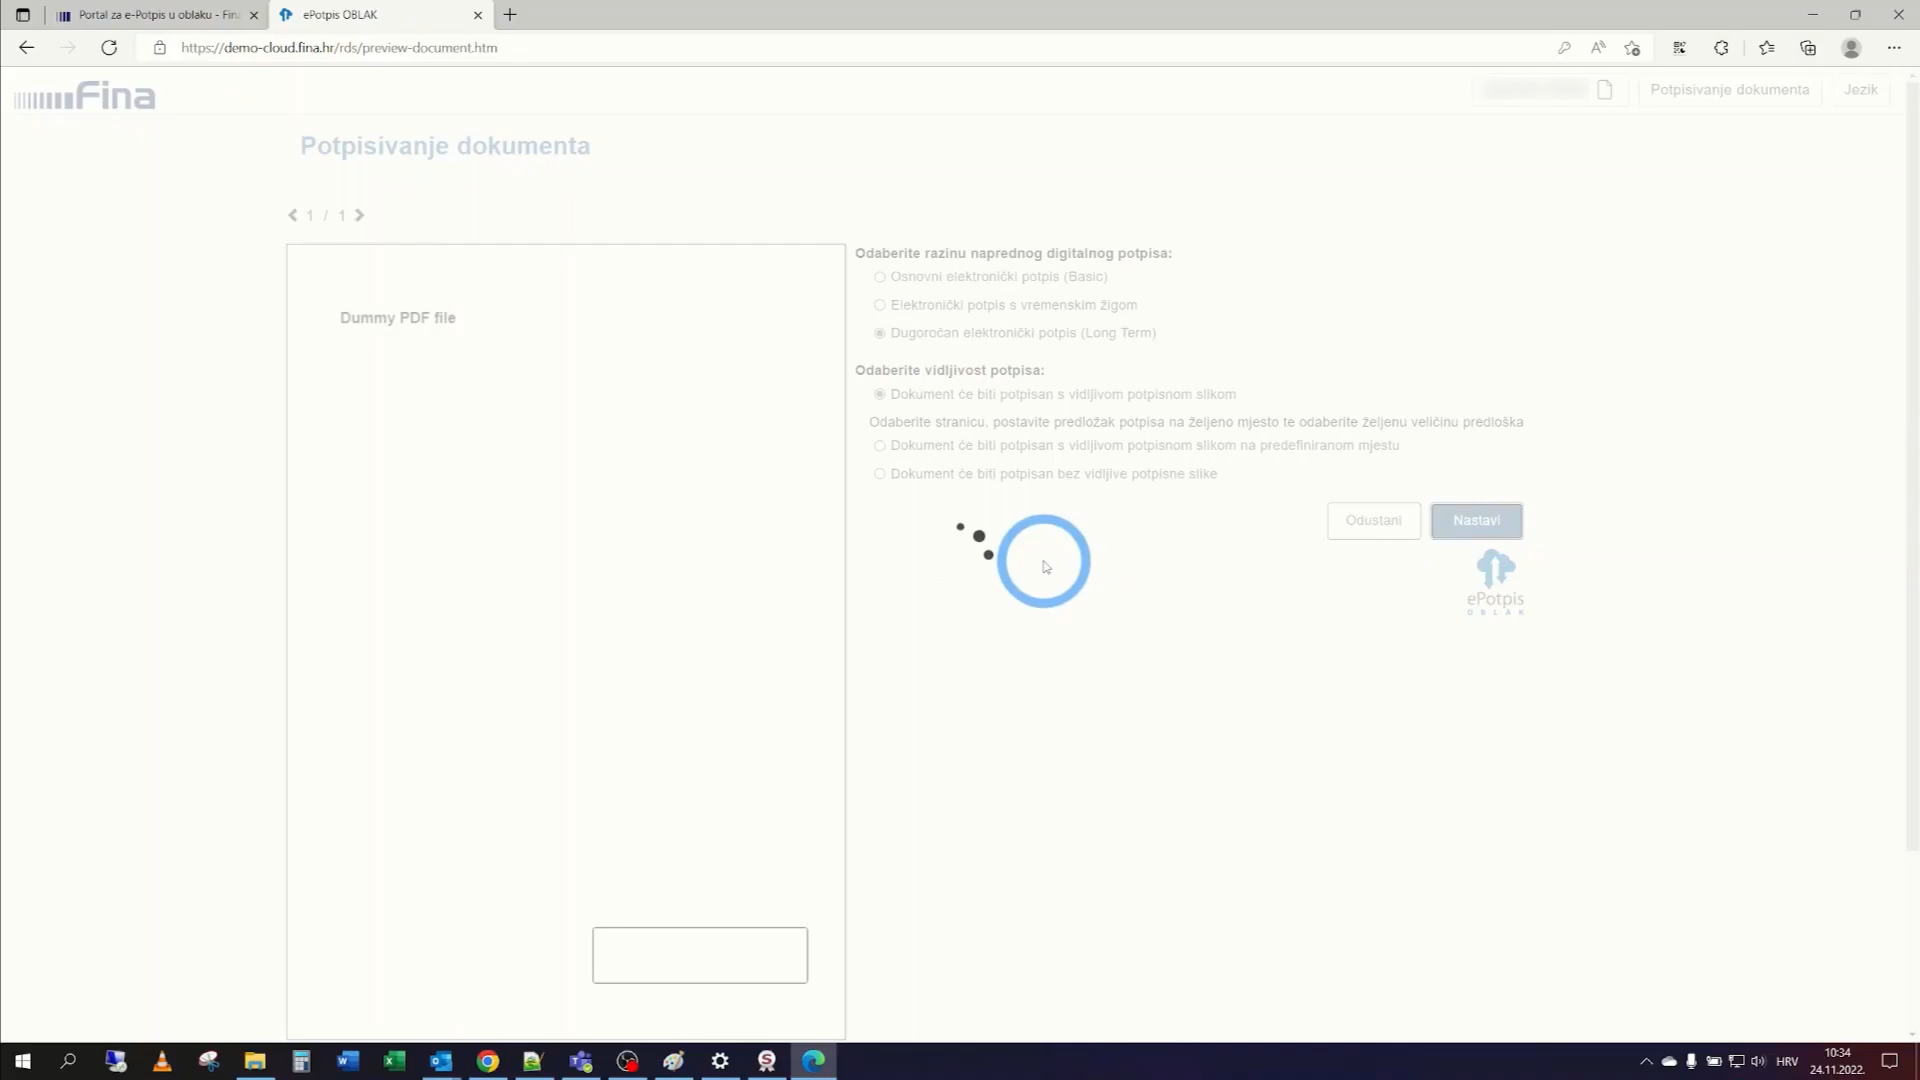 Portal za e-Potpis u oblaku - Fina
ePotpis OBLAK
https://demo-cloud.fina.hr/rds/preview-document.htm
Fina
Potpisivanje dokumenta
Jezik
Potpisivanje dokumenta
1 / 1
Dummy PDF file
Odaberite razinu naprednog digitalnog potpisa:
Osnovni elektronički potpis (Basic)
Elektronički potpis s vremenskim žigom
Dugoročan elektronički potpis (Long Term)
Odaberite vidljivost potpisa:
Dokument će biti potpisan s vidljivom potpisnom slikom
Odaberite stranicu, postavite predložak potpisa na željeno mjesto te odaberite željenu veličinu predloška
Dokument će biti potpisan s vidljivom potpisnom slikom na predefiniranom mjestu
Dokument će biti potpisan bez vidljive potpisne slike
Odustani
Nastavi
ePotpis
OBLAK
HRV
10:34
24.11.2022.